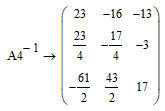 A4⁻¹ → ( 23 -16 -13
23/4 -17/4 -3
-61/2 43/2 17 )